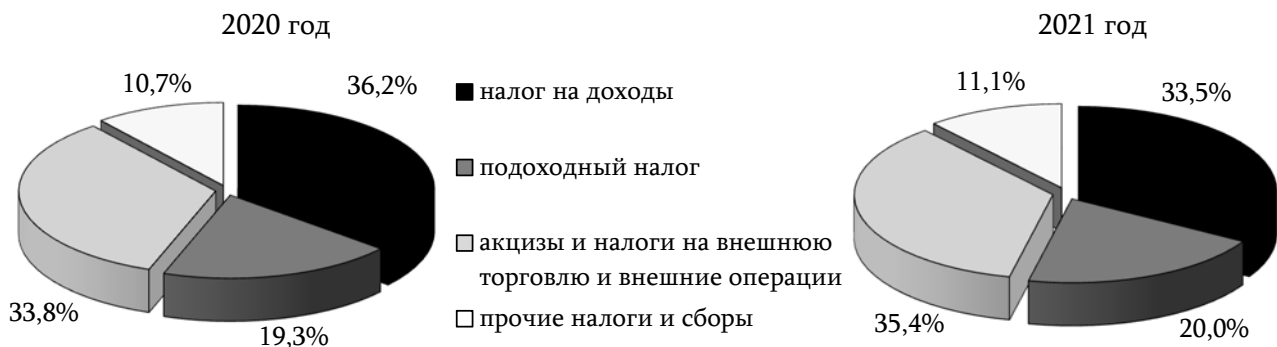 2020 год
10,7%
36,2%
33,8%
19,3%
налог на доходы
подоходный налог
акцизы и налоги на внешнюю
торговлю и внешние операции
прочие налоги и сборы
2021 год
11,1%
33,5%
35,4%
20,0%